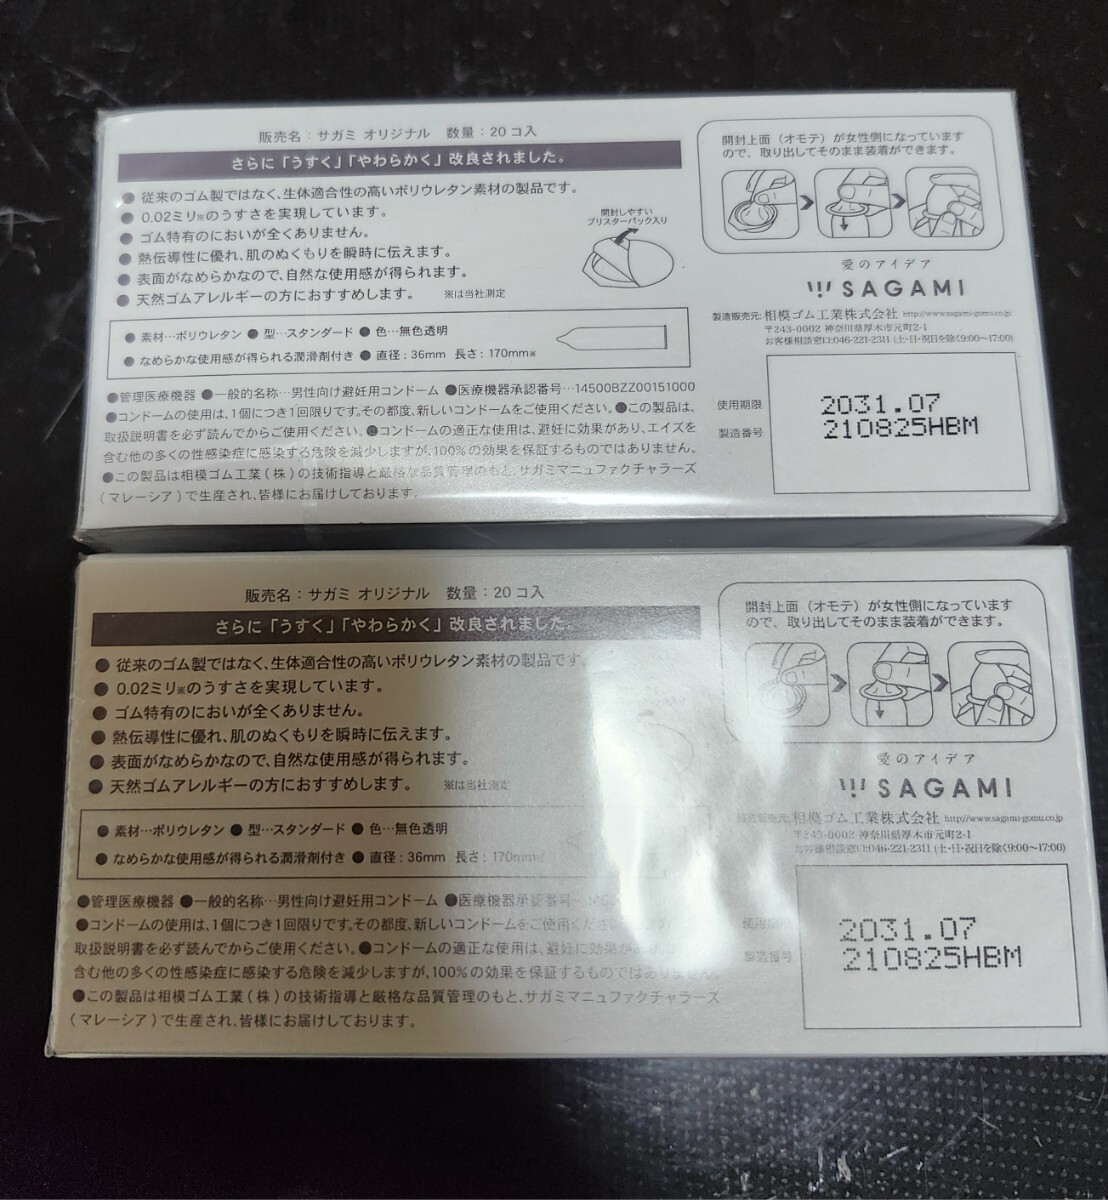 販売名：サガミ オリジナル　数量：20コ入
さらに「うすく」「やわらかく」改良されました。
● 従来のゴム製ではなく、生体適合性の高いポリウレタン素材の製品です。
● 0.02ミリ※のうすさを実現しています。
● ゴム特有のにおいが全くありません。
● 熱伝導性に優れ、肌のぬくもりを瞬時に伝えます。
● 表面がなめらかなので、自然な使用感が得られます。
● 天然ゴムアレルギーの方におすすめします。　※は当社測定
開封しやすい
ブリスターパック入り
● 素材…ポリウレタン ● 型…スタンダード ● 色…無色透明
● なめらかな使用感が得られる潤滑剤付き ● 直径：36mm 長さ：170mm※
●管理医療機器 ●一般的名称…男性向け避妊用コンドーム ●医療機器承認番号…14500BZZ00151000
●コンドームの使用は、1個につき1回限りです。その都度、新しいコンドームをご使用ください。●この製品は、
取扱説明書を必ず読んでからご使用ください。●コンドームの適正な使用は、避妊に効果があり、エイズを
含む他の多くの性感染症に感染する危険を減少しますが、100%の効果を保証するものではありません。
●この製品は相模ゴム工業（株）の技術指導と厳格な品質管理のもと、サガミマニュファクチャラーズ
（マレーシア）で生産され、皆様にお届けしております。
開封上面（オモテ）が女性側になっています
ので、取り出してそのまま装着ができます。
愛のアイデア
SAGAMI
製造販売元：相模ゴム工業株式会社 http://www.sagami-gomu.co.jp
〒243-0002 神奈川県厚木市元町2-1
お客様相談窓口:046-221-2311 (土・日・祝日を除く9:00〜17:00)
使用期限 2031.07
製造番号 210825HBM
販売名：サガミ オリジナル　数量：20コ入
さらに「うすく」「やわらかく」改良されました。
● 従来のゴム製ではなく、生体適合性の高いポリウレタン素材の製品です。
● 0.02ミリ※のうすさを実現しています。
● ゴム特有のにおいが全くありません。
● 熱伝導性に優れ、肌のぬくもりを瞬時に伝えます。
● 表面がなめらかなので、自然な使用感が得られます。
● 天然ゴムアレルギーの方におすすめします。　※は当社測定
● 素材…ポリウレタン ● 型…スタンダード ● 色…無色透明
● なめらかな使用感が得られる潤滑剤付き ● 直径：36mm 長さ：170mm
●管理医療機器 ●一般的名称…男性向け避妊用コンドーム ●医療機器承認番号
●コンドームの使用は、1個につき1回限りです。その都度、新しいコンドームをご使用ください
取扱説明書を必ず読んでからご使用ください。●コンドームの適正な使用は、避妊に効果があり、
含む他の多くの性感染症に感染する危険を減少しますが、100%の効果を保証するものではありません。
●この製品は相模ゴム工業（株）の技術指導と厳格な品質管理のもと、サガミマニュファクチャラーズ
（マレーシア）で生産され、皆様にお届けしております。
開封上面（オモテ）が女性側になっています
ので、取り出してそのまま装着ができます。
愛のアイデア
SAGAMI
製造販売元：相模ゴム工業株式会社 http://www.sagami-gomu.co.jp
〒243-0002 神奈川県厚木市元町2-1
お客様相談窓口:046-221-2311 (土・日・祝日を除く9:00〜17:00)
使用期限 2031.07
製造番号 210825HBM